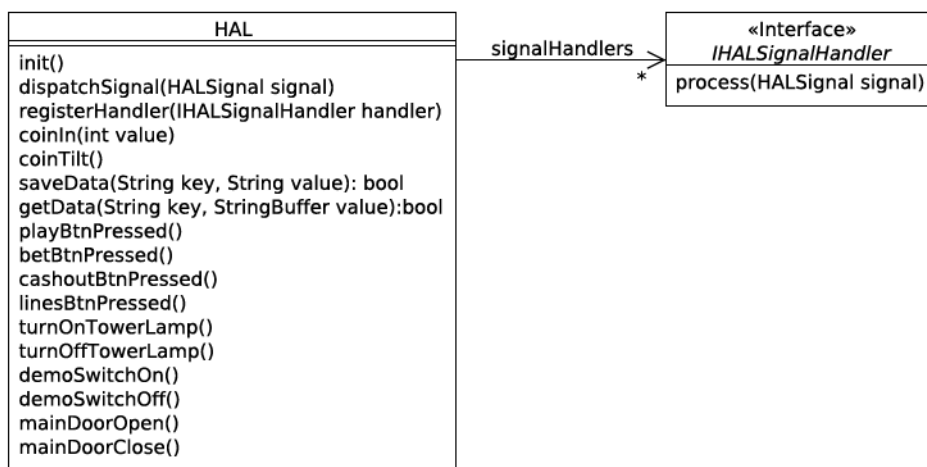 HAL
init()
dispatchSignal(HALSignal signal)
registerHandler(IHALSignalHandler handler)
coinIn(int value)
coinTilt()
saveData(String key, String value): bool
getData(String key, StringBuffer value):bool
playBtnPressed()
betBtnPressed()
cashoutBtnPressed()
linesBtnPressed()
turnOnTowerLamp()
turnOffTowerLamp()
demoSwitchOn()
demoSwitchOff()
mainDoorOpen()
mainDoorClose()
signalHandlers
*
«Interface»
IHALSignalHandler
process(HALSignal signal)